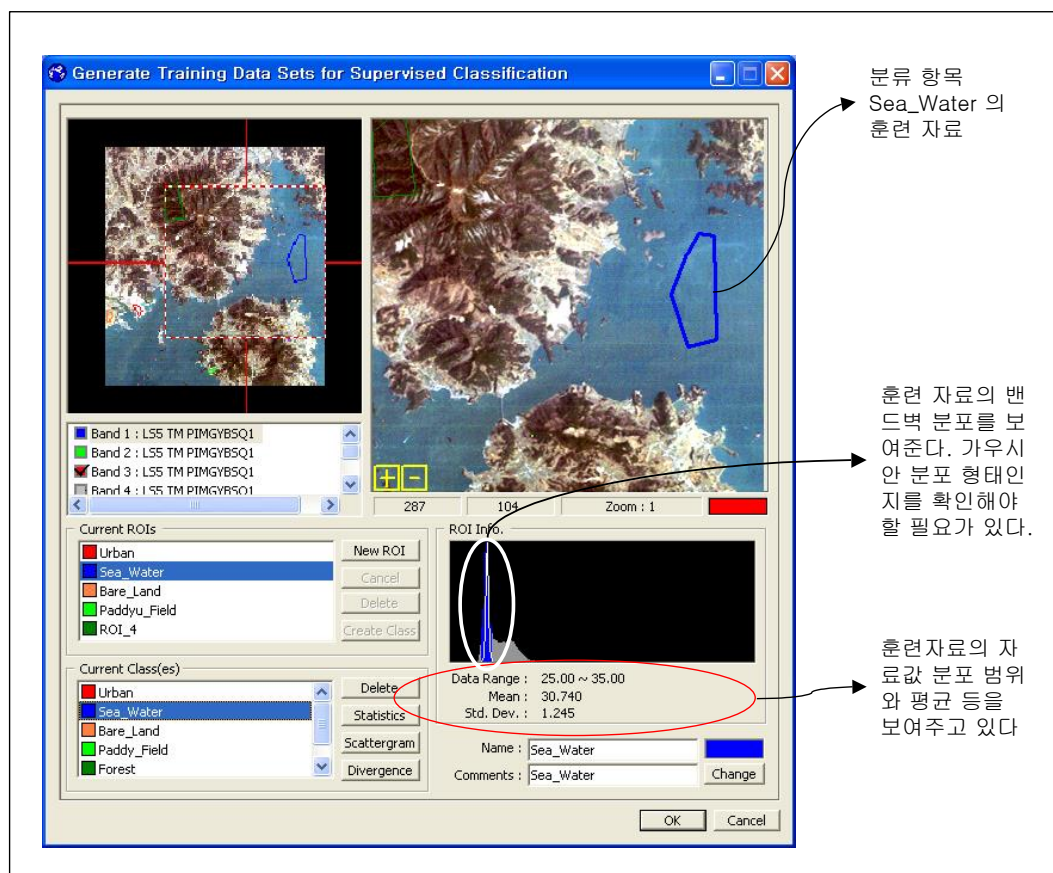 Generate Training Data Sets for Supervised Classification
분류 항목
Sea_Water 의
훈련 자료
Band 1 : LS5 TM PIMGYBSQ1
Band 2 : LS5 TM PIMGYBSQ1
Band 3 : LS5 TM PIMGYBSQ1
Band 4 : LS5 TM PIMGYBSQ1
287
104
Zoom : 1
훈련 자료의 밴
드벽 분포를 보
여준다. 가우시
안 분포 형태인
지를 확인해야
할 필요가 있다.
Current ROIs
Urban
Sea_Water
Bare_Land
Paddyu_Field
ROI_4
New ROI
Cancel
Delete
Create Class
ROI Info.
Data Range : 25.00 ~ 35.00
Mean : 30.740
Std. Dev. : 1.245
훈련자료의 자
료값 분포 범위
와 평균 등을
보여주고 있다
Current Class(es)
Urban
Sea_Water
Bare_Land
Paddy_Field
Forest
Delete
Statistics
Scattergram
Divergence
Name : Sea_Water
Comments : Sea_Water
Change
OK
Cancel